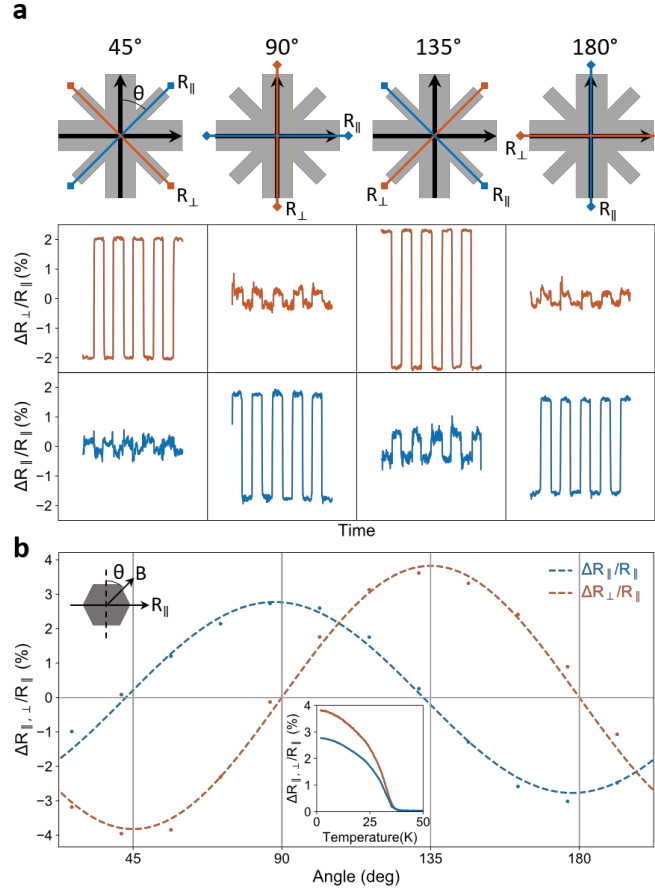 a
45° 90° 135° 180°
θ R∥ R∥ R⊥
R⊥ R⊥ R⊥ R∥ R∥
ΔR⊥/R∥ (%)
2
1
0
−1
−2
ΔR∥/R∥ (%)
2
1
0
−1
−2
Time
b
ΔR∥,⊥/R∥ (%)
4
3
2
1
0
−1
−2
−3
−4
θ B
R∥
ΔR∥/R∥
ΔR⊥/R∥
ΔR∥,⊥/R∥ (%)
4
3
2
1
0
0 25 50
Temperature(K)
45 90 135 180
Angle (deg)